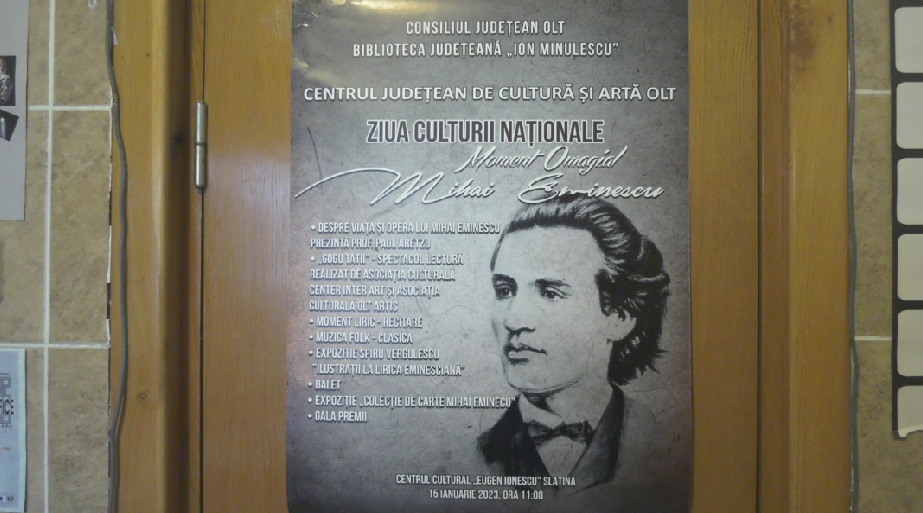 CONSILIUL JUDEȚEAN OLT
BIBLIOTECA JUDEȚEANĂ „ION MINULESCU”
CENTRUL JUDEȚEAN DE CULTURĂ ȘI ARTĂ OLT
ZIUA CULTURII NAȚIONALE
Moment Omagial
Mihai Eminescu
• DESPRE VIAȚA ȘI OPERA LUI MIHAI EMINESCU
PREZINTĂ PROF. PAUL ARETZU
• „GOGU TATII” - SPECTACOL LECTURĂ
REALIZAT DE ASOCIAȚIA CULTURALĂ
CENTER INTER ART ȘI ASOCIAȚIA
CULTURALĂ OLT ARTIS
• MOMENT LIRIC - RECITARE
• MUZICĂ FOLK - CLASICĂ
• EXPOZIȚIE SPIRU VERGULESCU
"ILUSTRAȚII LA LIRICA EMINESCIANĂ"
• BALET
• EXPOZIȚIE „COLECȚIE DE CARTE MIHAI EMINECU”
• GALA PREMII
CENTRUL CULTURAL „EUGEN IONESCU” SLATINA
15 IANUARIE 2023, ORA 11:00